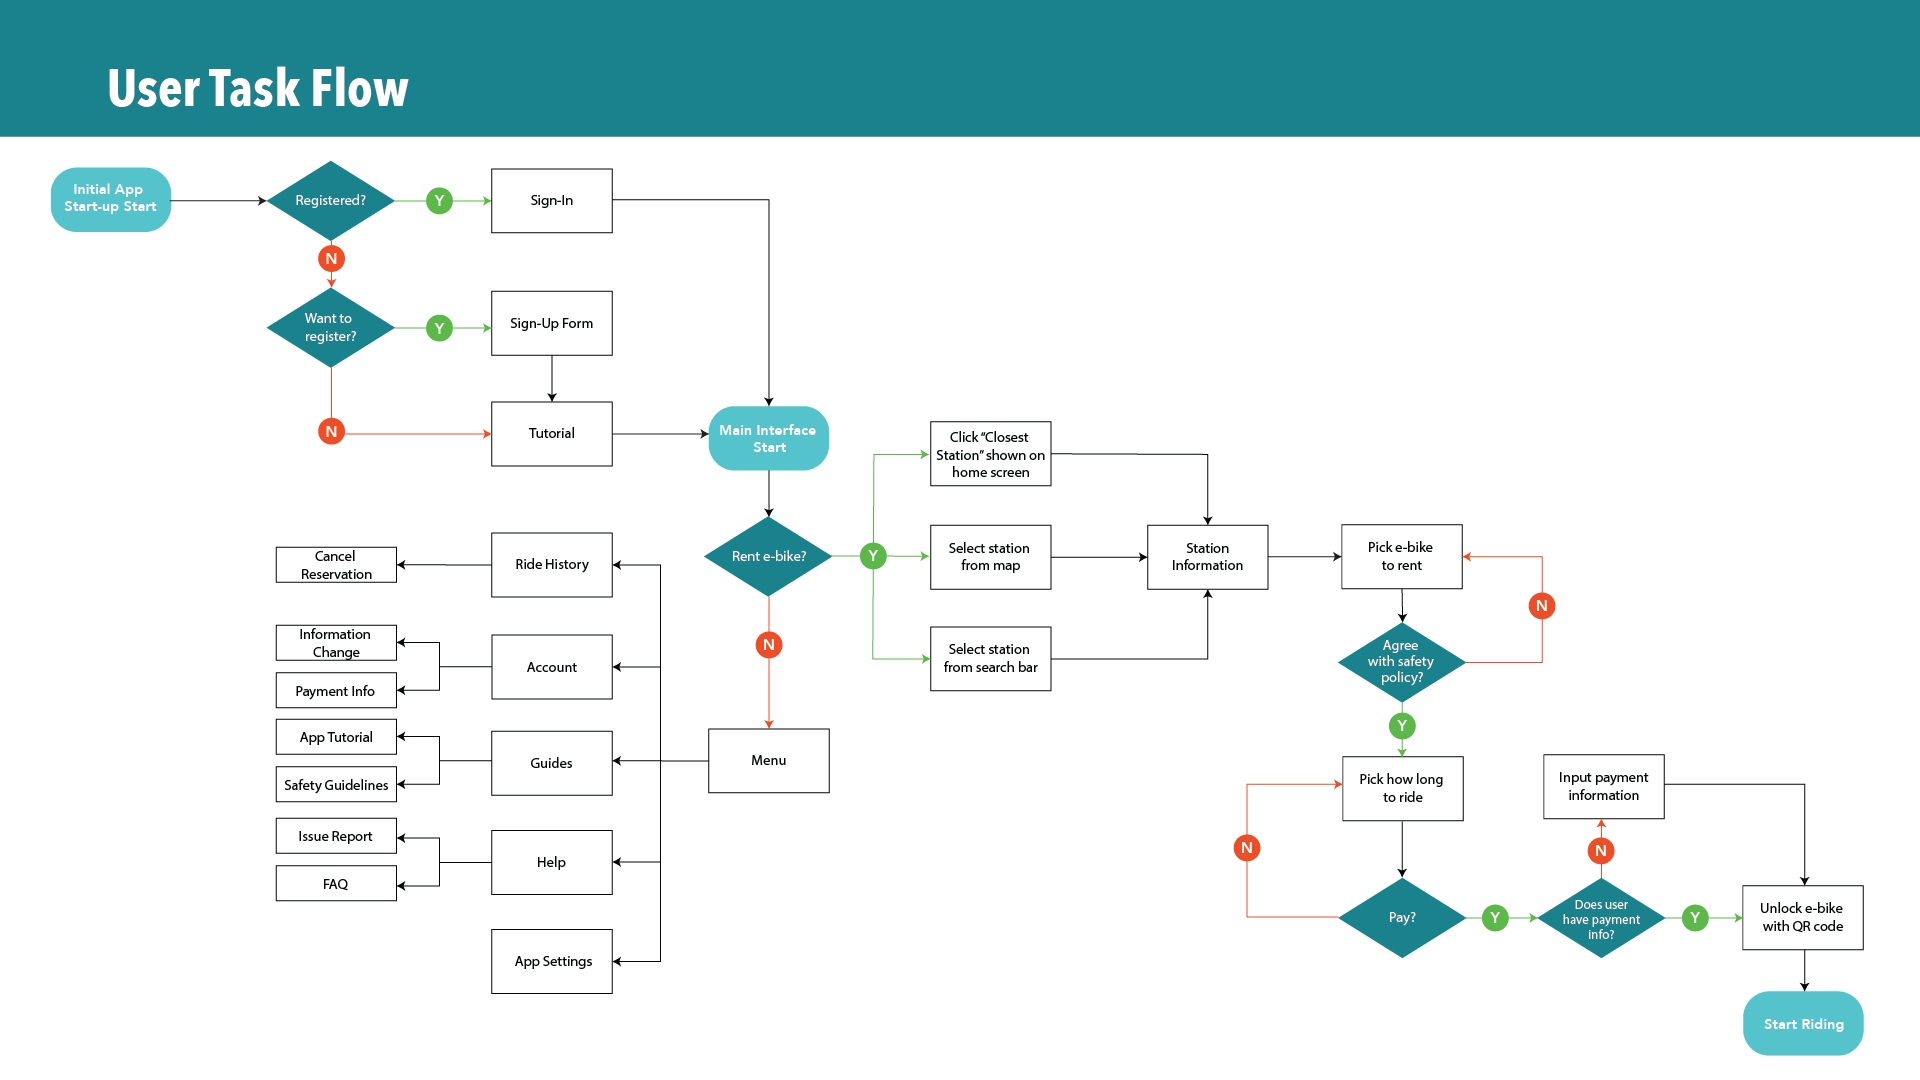 User Task Flow
Initial App
Start-up Start
Registered?
Y
Sign-In
N
Want to
register?
Y
Sign-Up Form
N
Tutorial
Main Interface
Start
Rent e-bike?
Y
Click “Closest
Station” shown on
home screen
Select station
from map
Select station
from search bar
Station
Information
Pick e-bike
to rent
N
Agree
with safety
policy?
Y
Pick how long
to ride
N
Pay?
Y
Does user
have payment
info?
N
Input payment
information
Y
Unlock e-bike
with QR code
Start Riding
N
Menu
Ride History
Cancel
Reservation
Account
Information
Change
Payment Info
Guides
App Tutorial
Safety Guidelines
Help
Issue Report
FAQ
App Settings